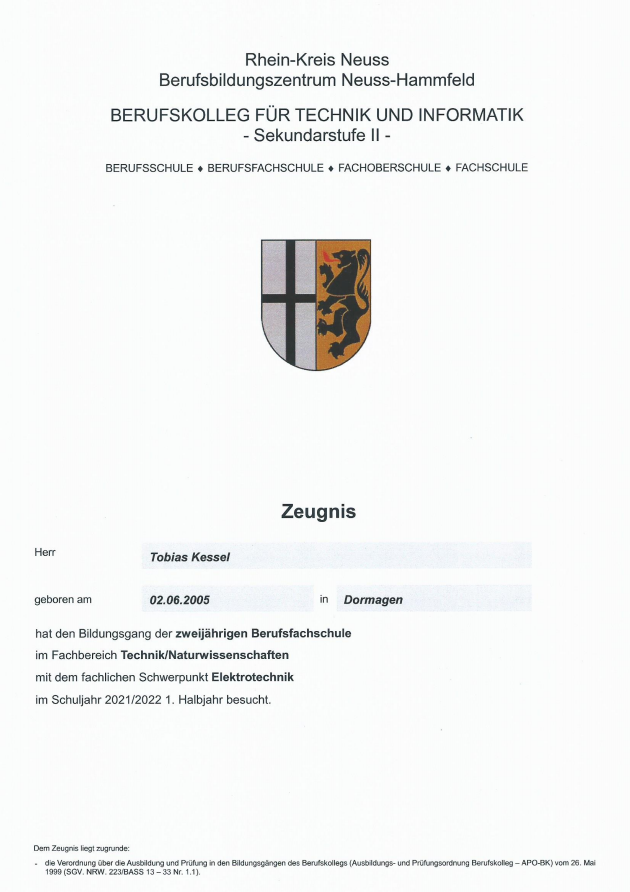 Rhein-Kreis Neuss
Berufsbildungszentrum Neuss-Hammfeld
BERUFSKOLLEG FÜR TECHNIK UND INFORMATIK
- Sekundarstufe II -
BERUFSSCHULE ♦ BERUFSFACHSCHULE ♦ FACHOBERSCHULE ♦ FACHSCHULE
Zeugnis
Herr Tobias Kessel
geboren am 02.06.2005 in Dormagen
hat den Bildungsgang der zweijährigen Berufsfachschule
im Fachbereich Technik/Naturwissenschaften
mit dem fachlichen Schwerpunkt Elektrotechnik
im Schuljahr 2021/2022 1. Halbjahr besucht.
Dem Zeugnis liegt zugrunde:
- die Verordnung über die Ausbildung und Prüfung in den Bildungsgängen des Berufskollegs (Ausbildungs- und Prüfungsordnung Berufskolleg – APO-BK) vom 26. Mai
1999 (SGV. NRW. 223/BASS 13 – 33 Nr. 1.1).